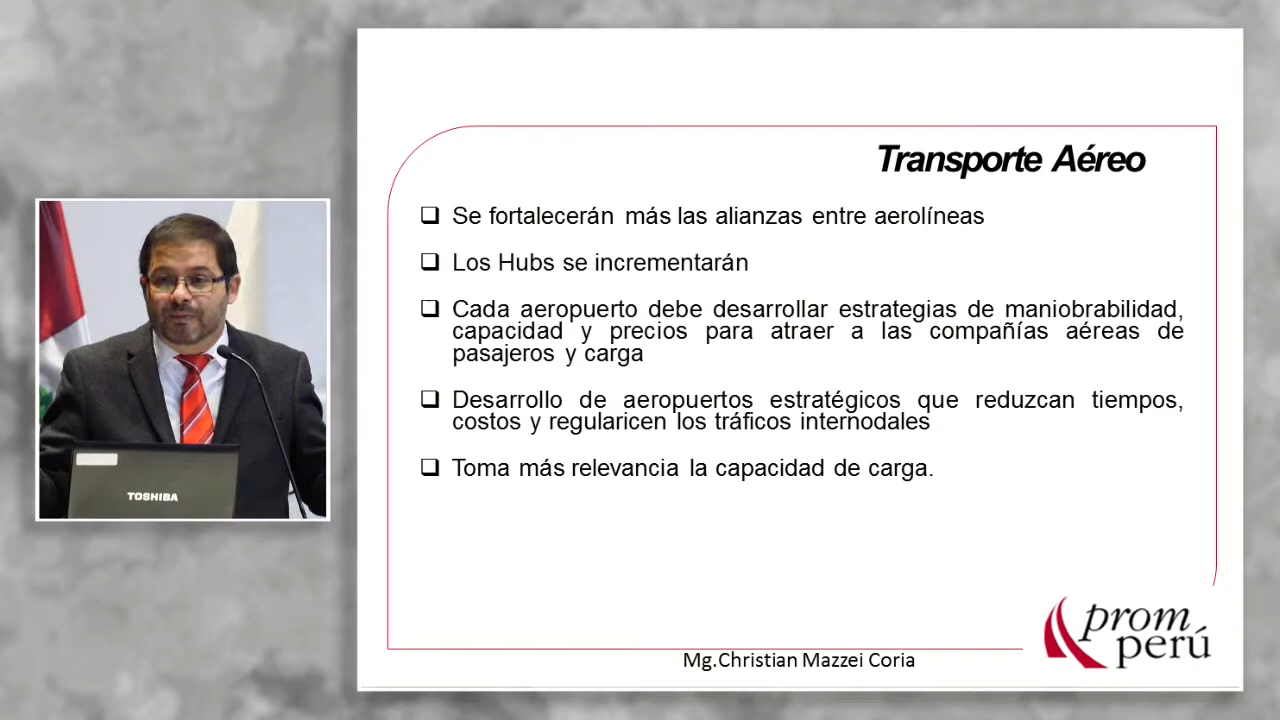 Transporte Aéreo
❑ Se fortalecerán más las alianzas entre aerolíneas
❑ Los Hubs se incrementarán
❑ Cada aeropuerto debe desarrollar estrategias de maniobrabilidad,
capacidad y precios para atraer a las compañías aéreas de
pasajeros y carga
❑ Desarrollo de aeropuertos estratégicos que reduzcan tiempos,
costos y regularicen los tráficos internodales
❑ Toma más relevancia la capacidad de carga.
TOSHIBA
prom
perú
Mg.Christian Mazzei Coria